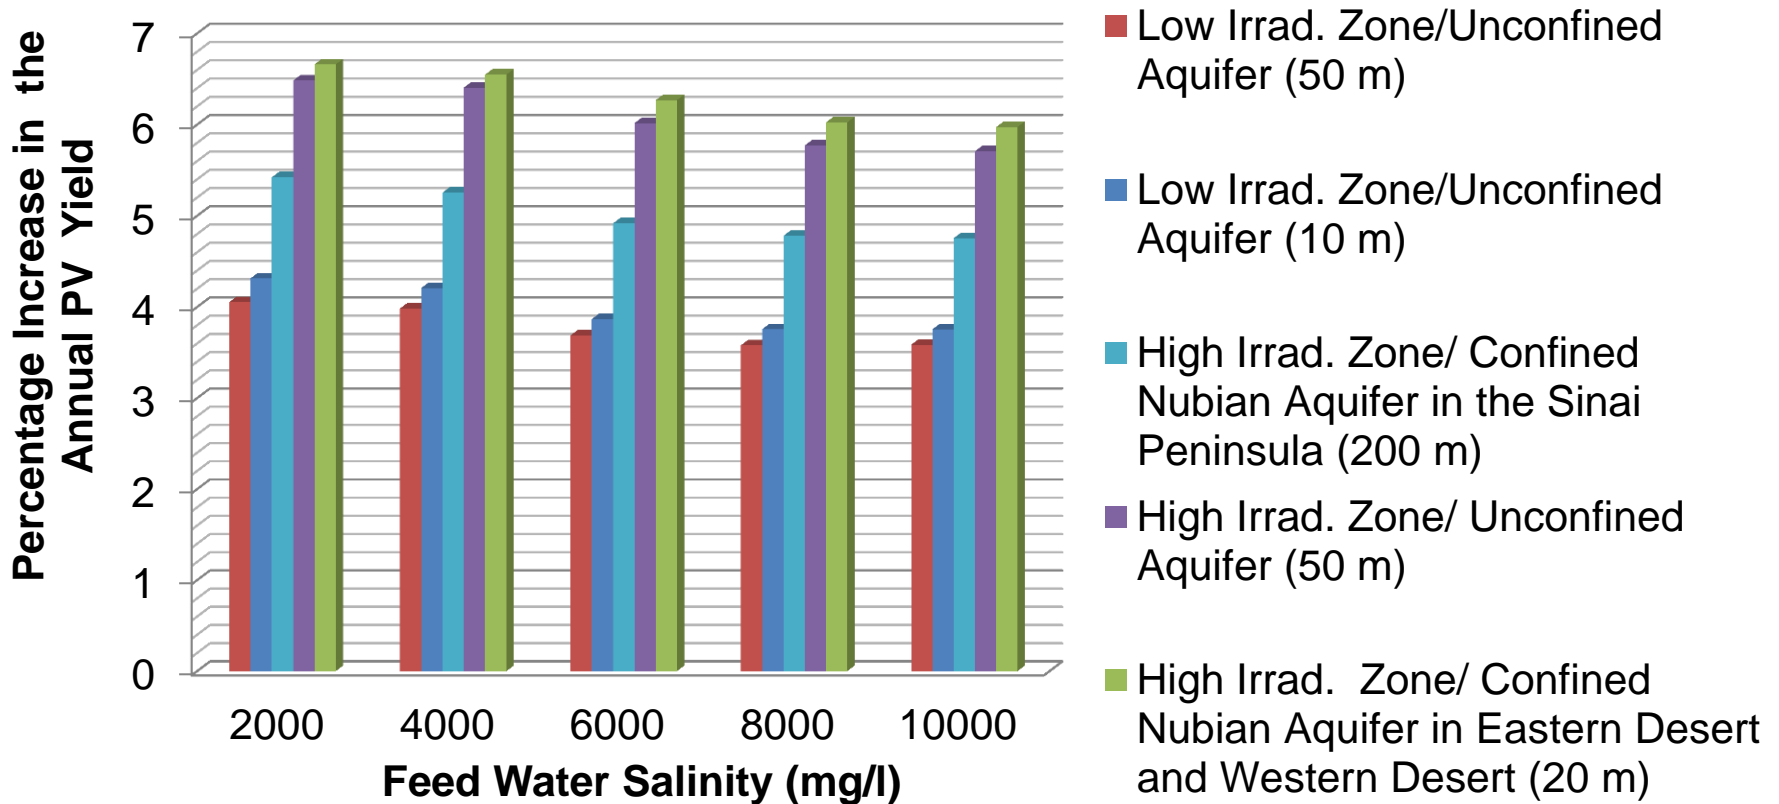 Percentage Increase in the
Annual PV Yield
7
6
5
4
3
2
1
0
2000 4000 6000 8000 10000
Feed Water Salinity (mg/l)
Low Irrad. Zone/Unconfined
Aquifer (50 m)
Low Irrad. Zone/Unconfined
Aquifer (10 m)
High Irrad. Zone/ Confined
Nubian Aquifer in the Sinai
Peninsula (200 m)
High Irrad. Zone/ Unconfined
Aquifer (50 m)
High Irrad.  Zone/ Confined
Nubian Aquifer in Eastern Desert
and Western Desert (20 m)